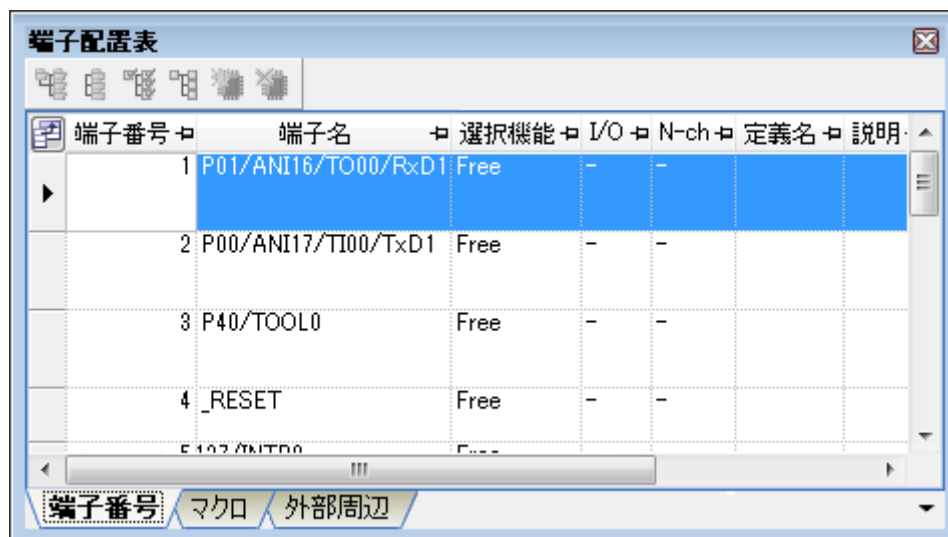 端子配置表
端子番号 端子名 選択機能 I/O N-ch 定義名 説明
1 P01/ANI16/TO00/RxD1 Free - -
2 P00/ANI17/TI00/TxD1 Free - -
3 P40/TOOL0 Free - -
4 _RESET Free - -
端子番号 マクロ 外部周辺